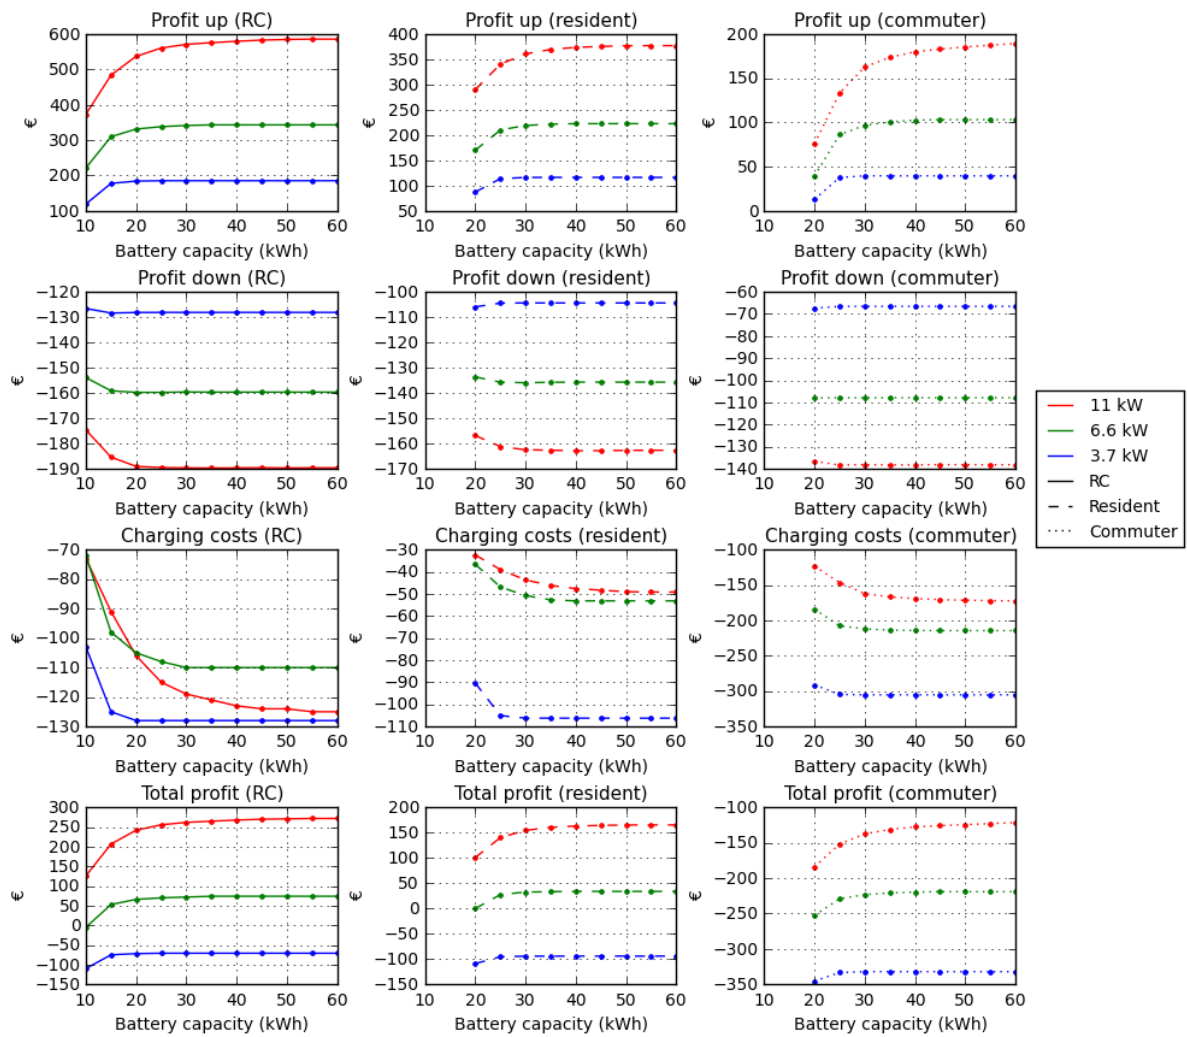 Profit up (RC)
Profit up (resident)
Profit up (commuter)
600
500
400
300
200
100
€
10 20 30 40 50 60
Battery capacity (kWh)
400
350
300
250
200
150
100
50
€
10 20 30 40 50 60
Battery capacity (kWh)
200
150
100
50
0
€
10 20 30 40 50 60
Battery capacity (kWh)
Profit down (RC)
Profit down (resident)
Profit down (commuter)
−120
−130
−140
−150
−160
−170
−180
−190
€
10 20 30 40 50 60
Battery capacity (kWh)
−100
−110
−120
−130
−140
−150
−160
−170
€
10 20 30 40 50 60
Battery capacity (kWh)
−60
−70
−80
−90
−100
−110
−120
−130
−140
€
10 20 30 40 50 60
Battery capacity (kWh)
11 kW
6.6 kW
3.7 kW
RC
Resident
Commuter
Charging costs (RC)
Charging costs (resident)
Charging costs (commuter)
−70
−80
−90
−100
−110
−120
−130
€
10 20 30 40 50 60
Battery capacity (kWh)
−30
−40
−50
−60
−70
−80
−90
−100
−110
€
10 20 30 40 50 60
Battery capacity (kWh)
−100
−150
−200
−250
−300
−350
€
10 20 30 40 50 60
Battery capacity (kWh)
Total profit (RC)
Total profit (resident)
Total profit (commuter)
300
250
200
150
100
50
0
−50
−100
−150
€
10 20 30 40 50 60
Battery capacity (kWh)
200
150
100
50
0
−50
−100
−150
€
10 20 30 40 50 60
Battery capacity (kWh)
−100
−150
−200
−250
−300
−350
€
10 20 30 40 50 60
Battery capacity (kWh)